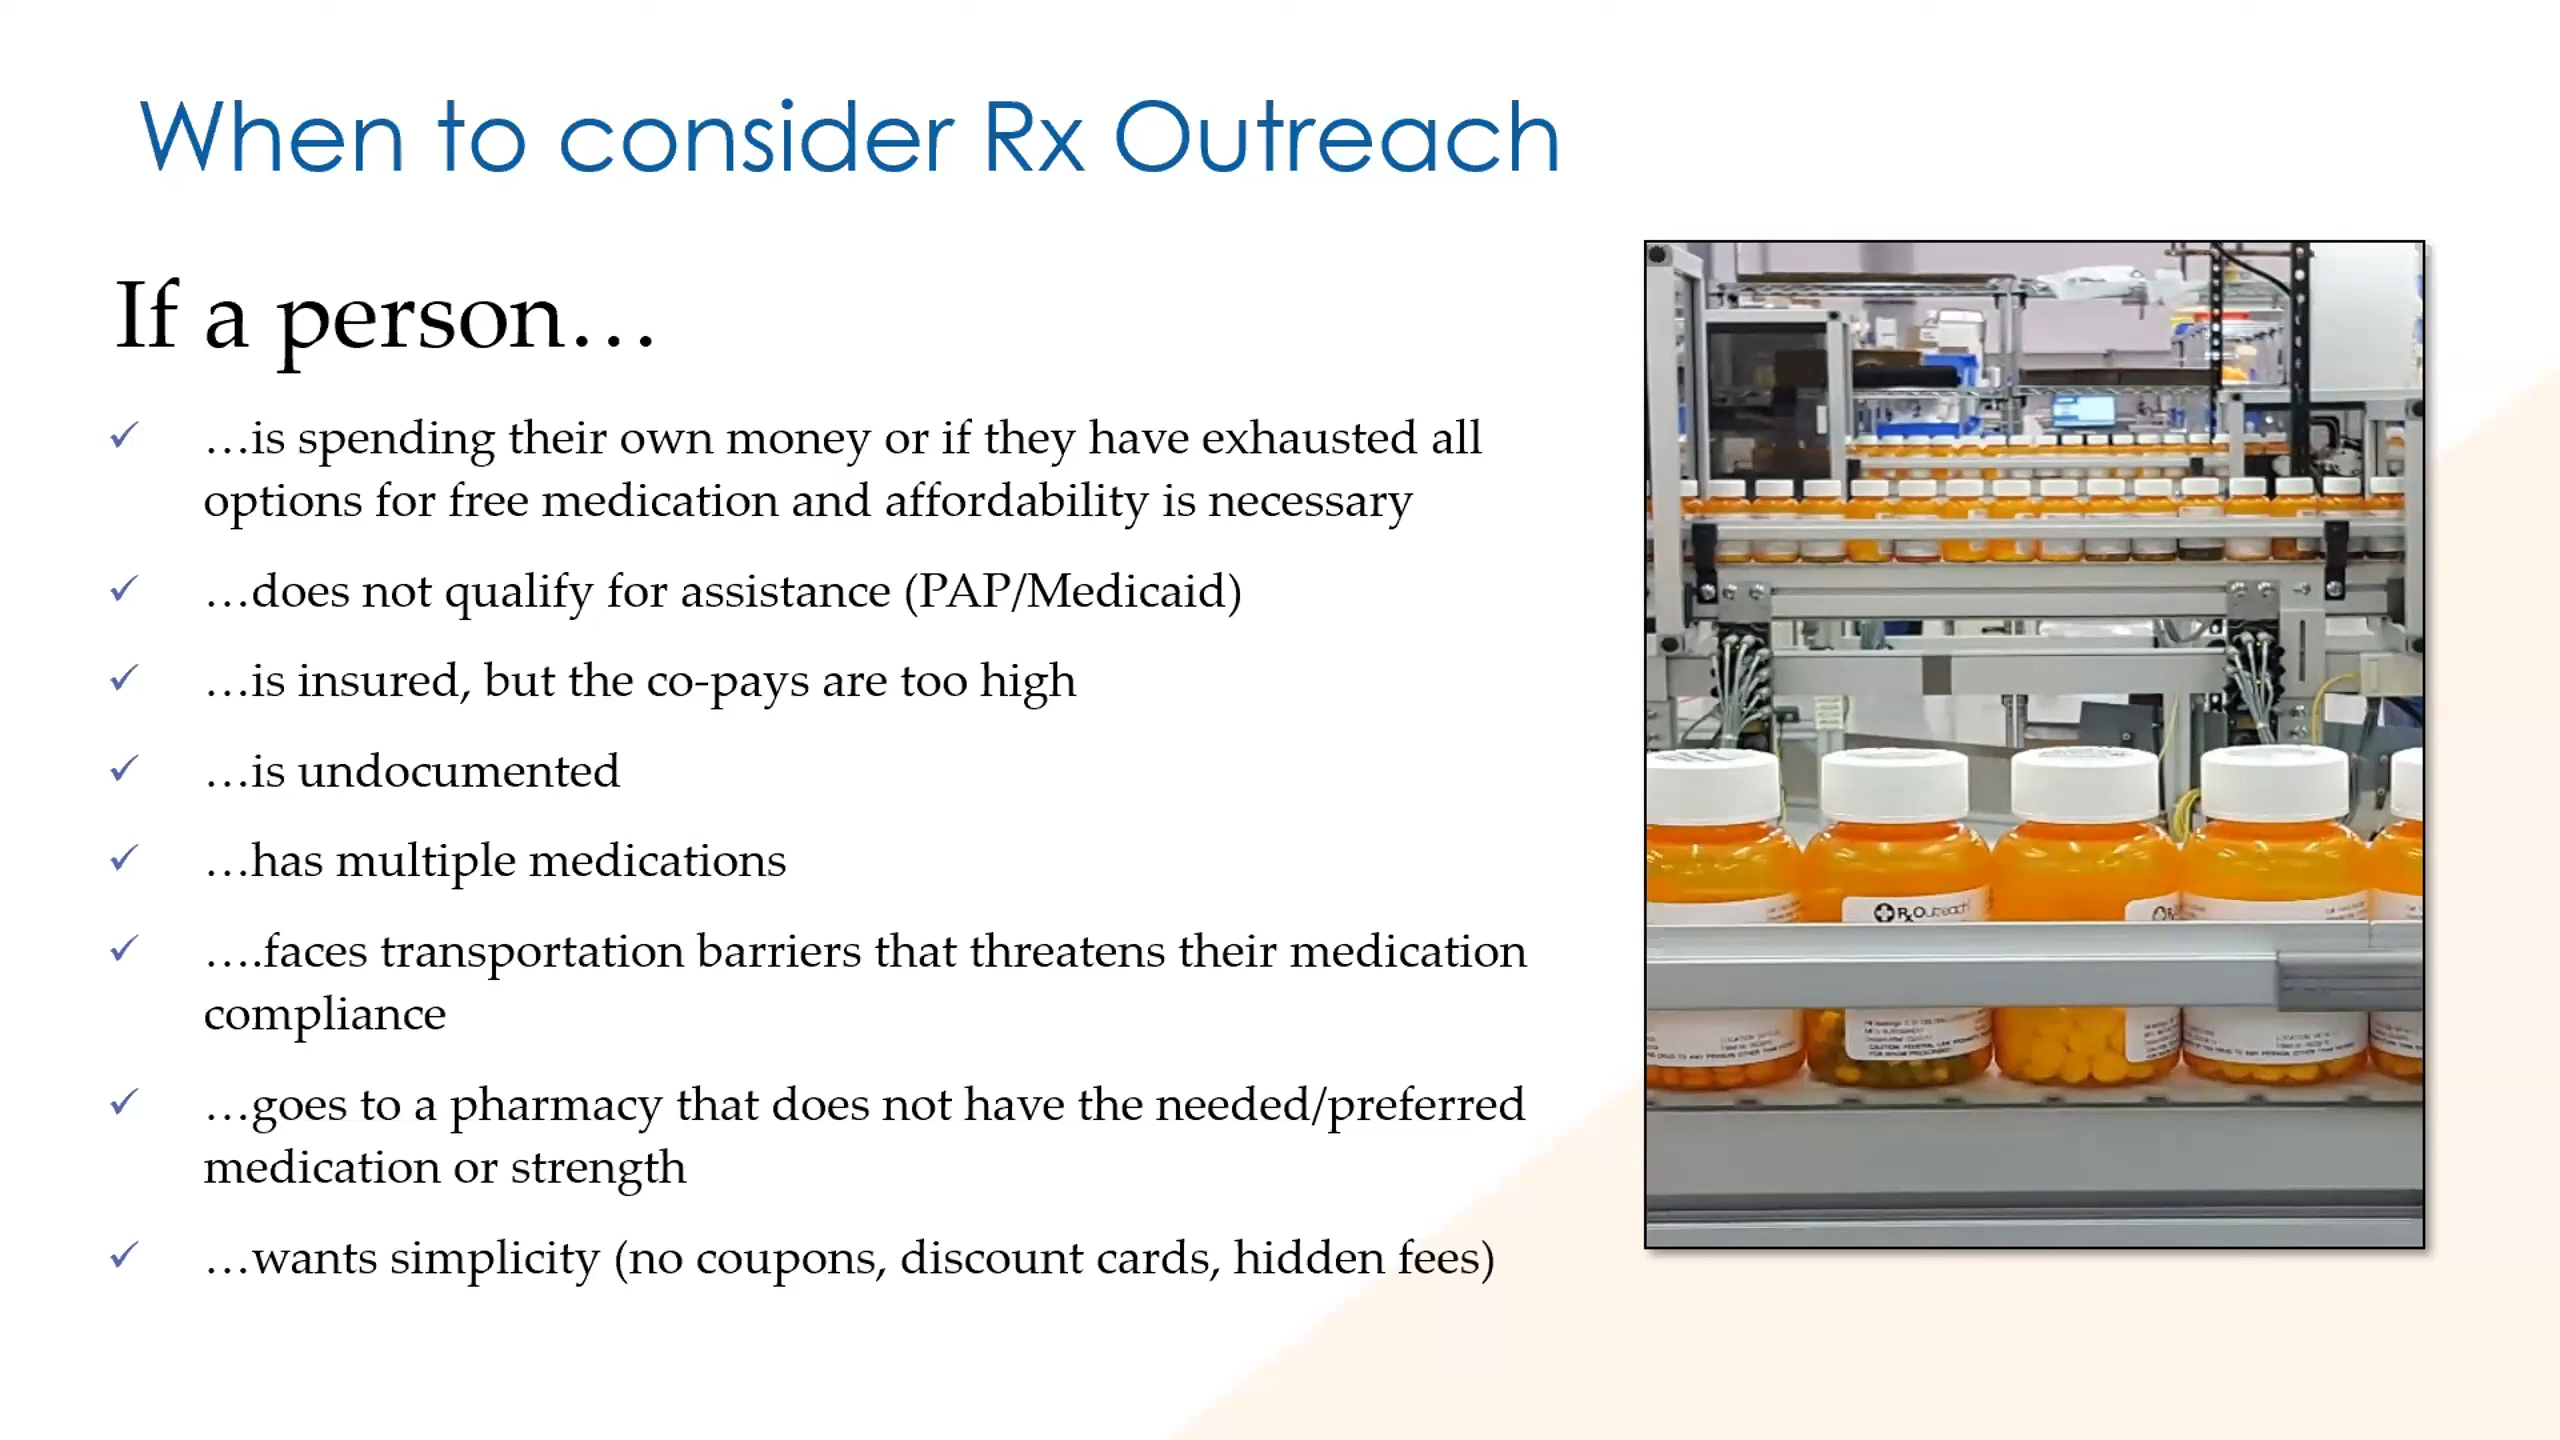 When to consider Rx Outreach
If a person…
✓ …is spending their own money or if they have exhausted all
options for free medication and affordability is necessary
✓ …does not qualify for assistance (PAP/Medicaid)
✓ …is insured, but the co-pays are too high
✓ …is undocumented
✓ …has multiple medications
✓ ….faces transportation barriers that threatens their medication
compliance
✓ …goes to a pharmacy that does not have the needed/preferred
medication or strength
✓ …wants simplicity (no coupons, discount cards, hidden fees)
RxOutreach